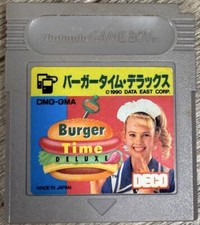 Nintendo GAME BOY
バーガータイム・デラックス
©1990 DATA EAST CORP.
DMG-GMA
Burger
Time
DELUXE
MADE IN JAPAN
DECO